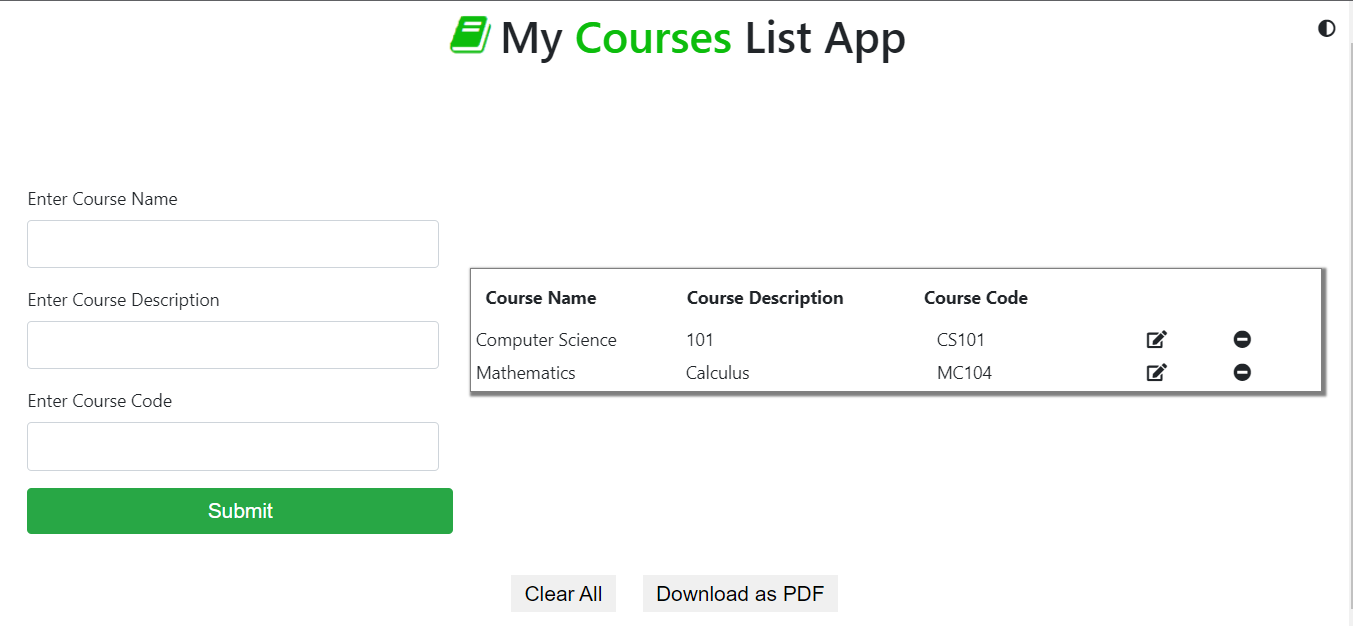 My Courses List App
Enter Course Name
Enter Course Description
Enter Course Code
Submit
Course Name Course Description Course Code
Computer Science 101 CS101
Mathematics Calculus MC104
Clear All Download as PDF